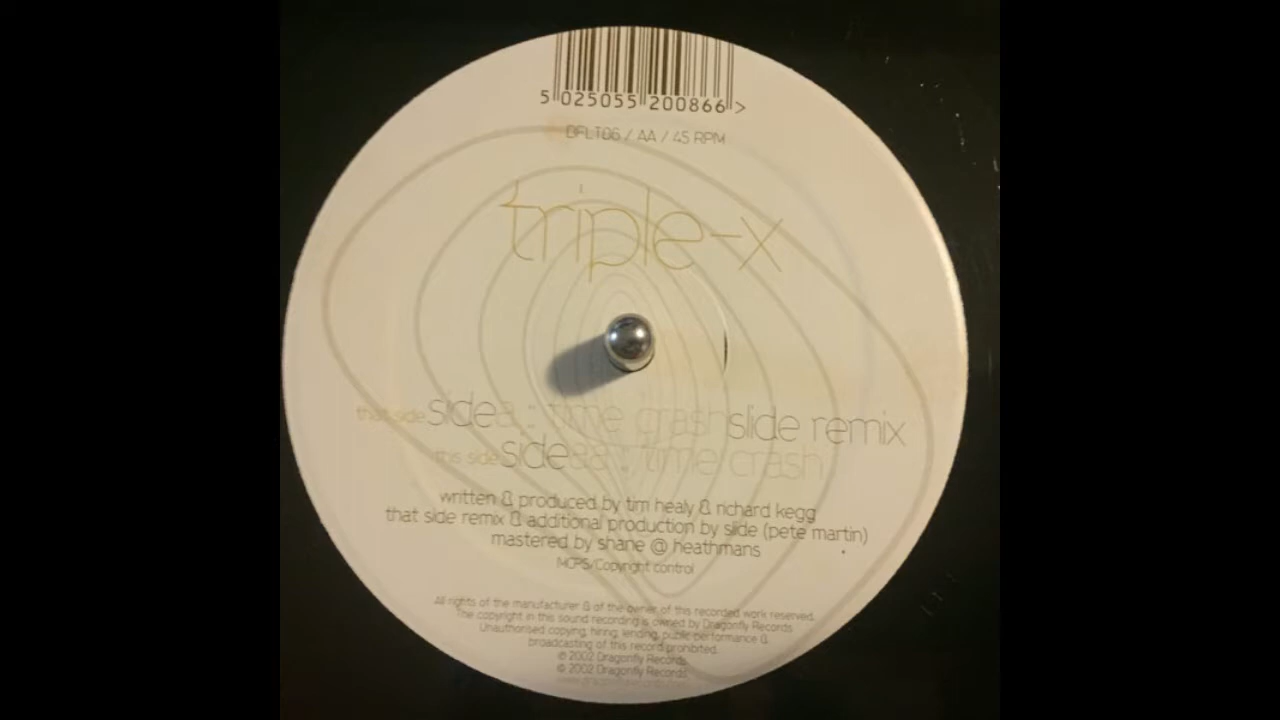 5 025055 200866 >
DFLT06 / AA / 45 RPM
triple-x
that side sidea :: time crash slide remix
this side sideaa :: time crash
written & produced by tim healy & richard kegg
that side remix & additional production by slide (pete martin)
mastered by shane @ heathmans
MCPS/Copyright control
All rights of the manufacturer & of the owner of this recorded work reserved.
The copyright in this sound recording is owned by Dragonfly Records
Unauthorised copying, hiring, lending, public performance &
broadcasting of this record prohibited.
℗ 2002 Dragonfly Records.
© 2002 Dragonfly Records.